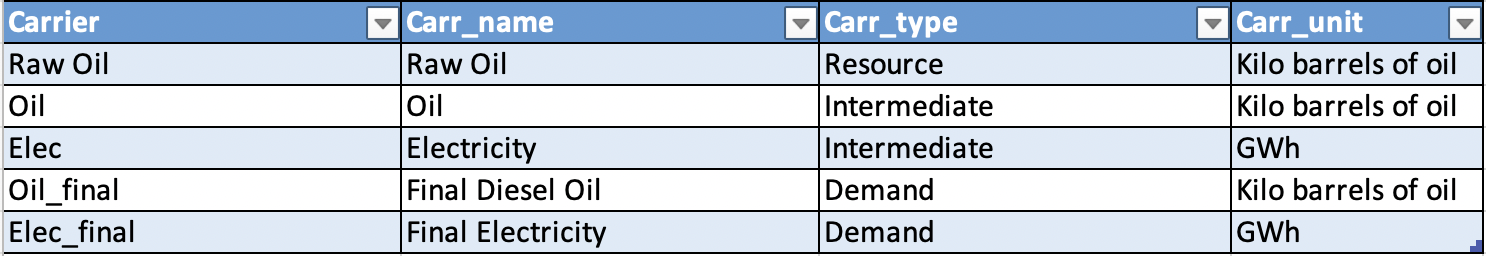 Carrier Carr_name Carr_type Carr_unit
Raw Oil Raw Oil Resource Kilo barrels of oil
Oil Oil Intermediate Kilo barrels of oil
Elec Electricity Intermediate GWh
Oil_final Final Diesel Oil Demand Kilo barrels of oil
Elec_final Final Electricity Demand GWh